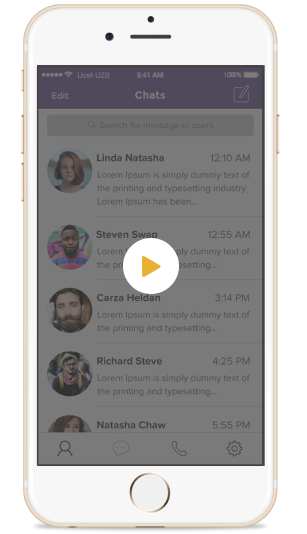 Ucell UZB 9:41 AM 100%
Edit Chats
Search for message or users
Linda Natasha 12:10 AM
Lorem Ipsum is simply dummy text of
the printing and typesetting industry
Lorem Ipsum has been...
Steven Swap 12:55 AM
Lorem Ipsum is simply dummy text of
the printing and typesetting...
Carza Heldan 3:14 PM
Lorem Ipsum is simply dummy text of
the printing and typesetting...
Richard Steve 4:25 PM
Lorem Ipsum is simply dummy text of
the printing and typesetting...
Natasha Chaw 5:55 PM